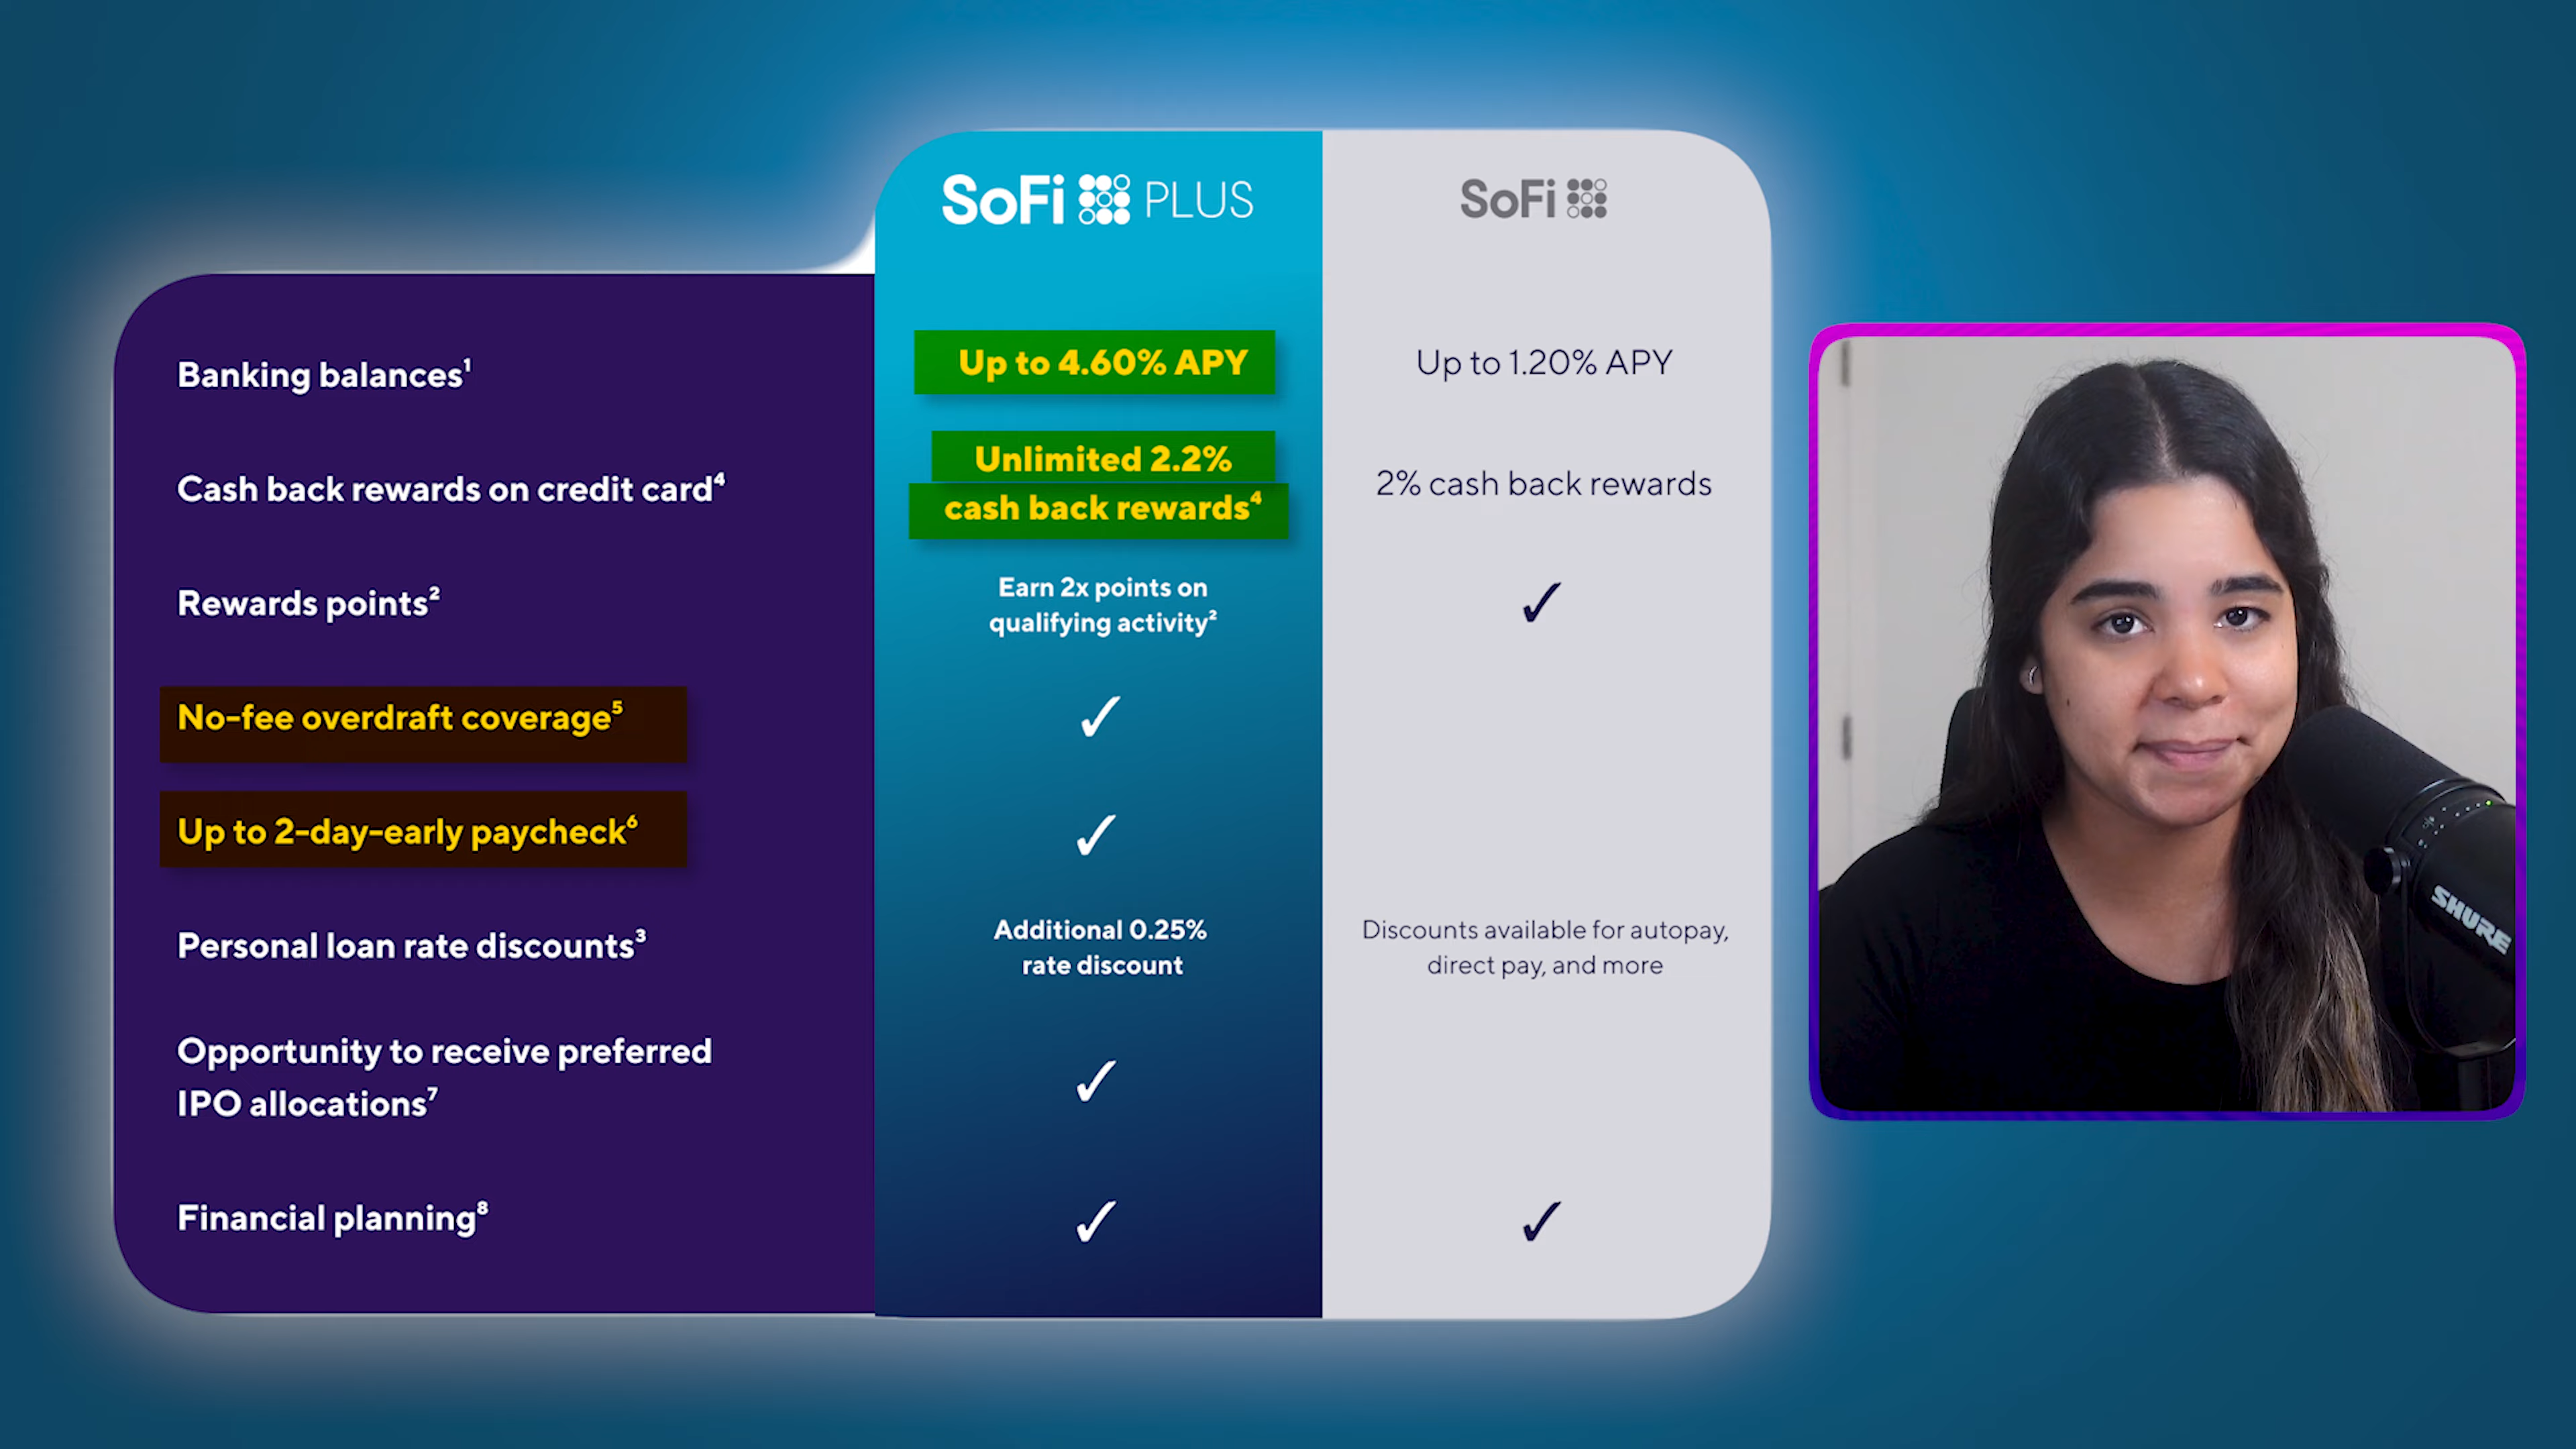 SoFi PLUS
SoFi
Banking balances¹
Up to 4.60% APY
Up to 1.20% APY
Cash back rewards on credit card⁴
Unlimited 2.2%
cash back rewards⁴
2% cash back rewards
Rewards points²
Earn 2x points on
qualifying activity²
✓
No-fee overdraft coverage⁵
✓
Up to 2-day-early paycheck⁶
✓
Personal loan rate discounts³
Additional 0.25%
rate discount
Discounts available for autopay,
direct pay, and more
Opportunity to receive preferred
IPO allocations⁷
✓
Financial planning⁸
✓
✓
SHURE